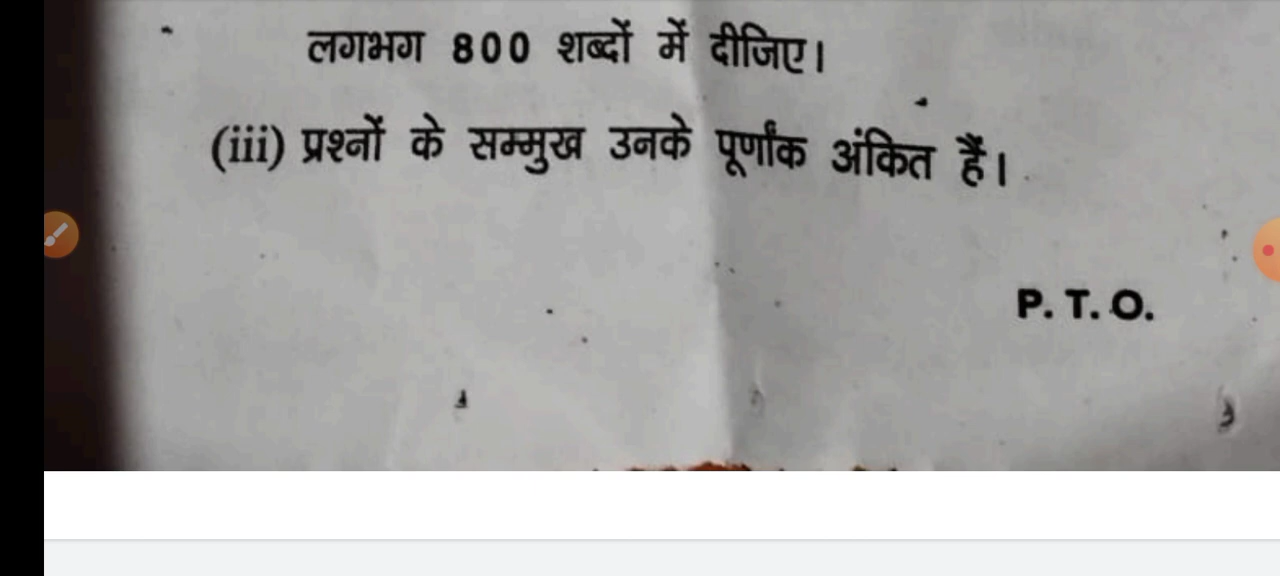 लगभग 800 शब्दों में दीजिए।
(iii) प्रश्नों के सम्मुख उनके पूर्णांक अंकित हैं।
P. T. O.